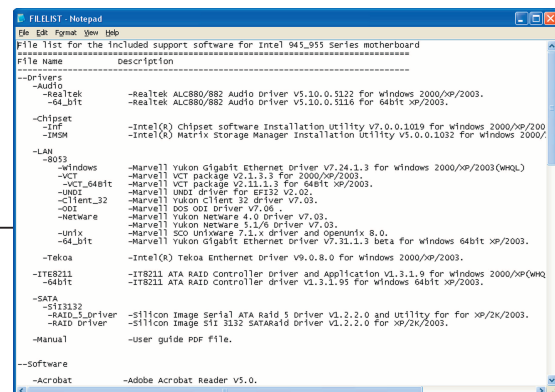 FILELIST - Notepad
File Edit Format View Help
File list for the included support software for Intel 945_955 Series motherboard
================================================================================
File Name Description
--------------------------------------------------------------------------------
--Drivers
-Audio
-Realtek -Realtek ALC880/882 Audio Driver V5.10.0.5122 for Windows 2000/XP/2003.
-64_bit -Realtek ALC880/882 Audio Driver V5.10.0.5116 for 64bit XP/2003.
-Chipset
-Inf -Intel(R) Chipset software Installation Utility V7.0.0.1019 for Windows 2000/XP/200
-IMSM -Intel(R) Matrix Storage Manager Installation Utility V5.0.0.1032 for Windows 2000/
-LAN
-8053
-Windows -Marvell Yukon Gigabit Ethernet Driver V7.24.1.3 for Windows 2000/XP/2003(WHQL)
-VCT -Marvell VCT package V2.1.3.3 for 2000/XP/2003.
-VCT_64Bit -Marvell VCT package V2.11.1.3 for 64Bit XP/2003.
-UNDI -Marvell UNDI driver for EFI32 v2.02.
-Client_32 -Marvell Yukon Client 32 driver V7.03.
-ODI -Marvell DOS ODI Driver V7.06 .
-NetWare -Marvell Yukon NetWare 4.0 Driver V7.03.
-Marvell Yukon NetWare 5.1/6 Driver V7.03.
-Unix -Marvell SCO UnixWare 7.1.x driver and OpenUnix 8.0.
-64_bit -Marvell Yukon Gigabit Ethernet Driver V7.31.1.3 beta for Windows 64bit XP/2003.
-Tekoa -Intel(R) Tekoa Enthernet Driver V9.0.8.0 for Windows 2000/XP/2003.
-ITE8211 -IT8211 ATA RAID Controller Driver and Application V1.3.1.9 for Windows 2000/XP(WHQ
-64bit -IT8211 ATA RAID Controller driver V1.3.1.95 for Windows 64bit XP/2003.
-SATA
-SiI3132
-RAID_5_Driver -Silicon Image Serial ATA Raid 5 Driver V1.2.2.0 and Utility for for XP/2K/2003.
-RAID Driver -Silicon Image SiI 3132 SATARaid Driver V1.2.2.0 for XP/2K/2003.
-Manual -User guide PDF file.
--Software
-Acrobat -Adobe Acrobat Reader V5.0.